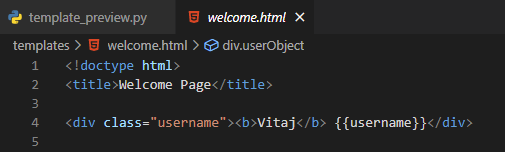 template_preview.py welcome.html
templates > welcome.html > div.userObject
1 <!doctype html>
2 <title>Welcome Page</title>
3
4 <div class="username"><b>Vitaj</b> {{username}}</div>
5